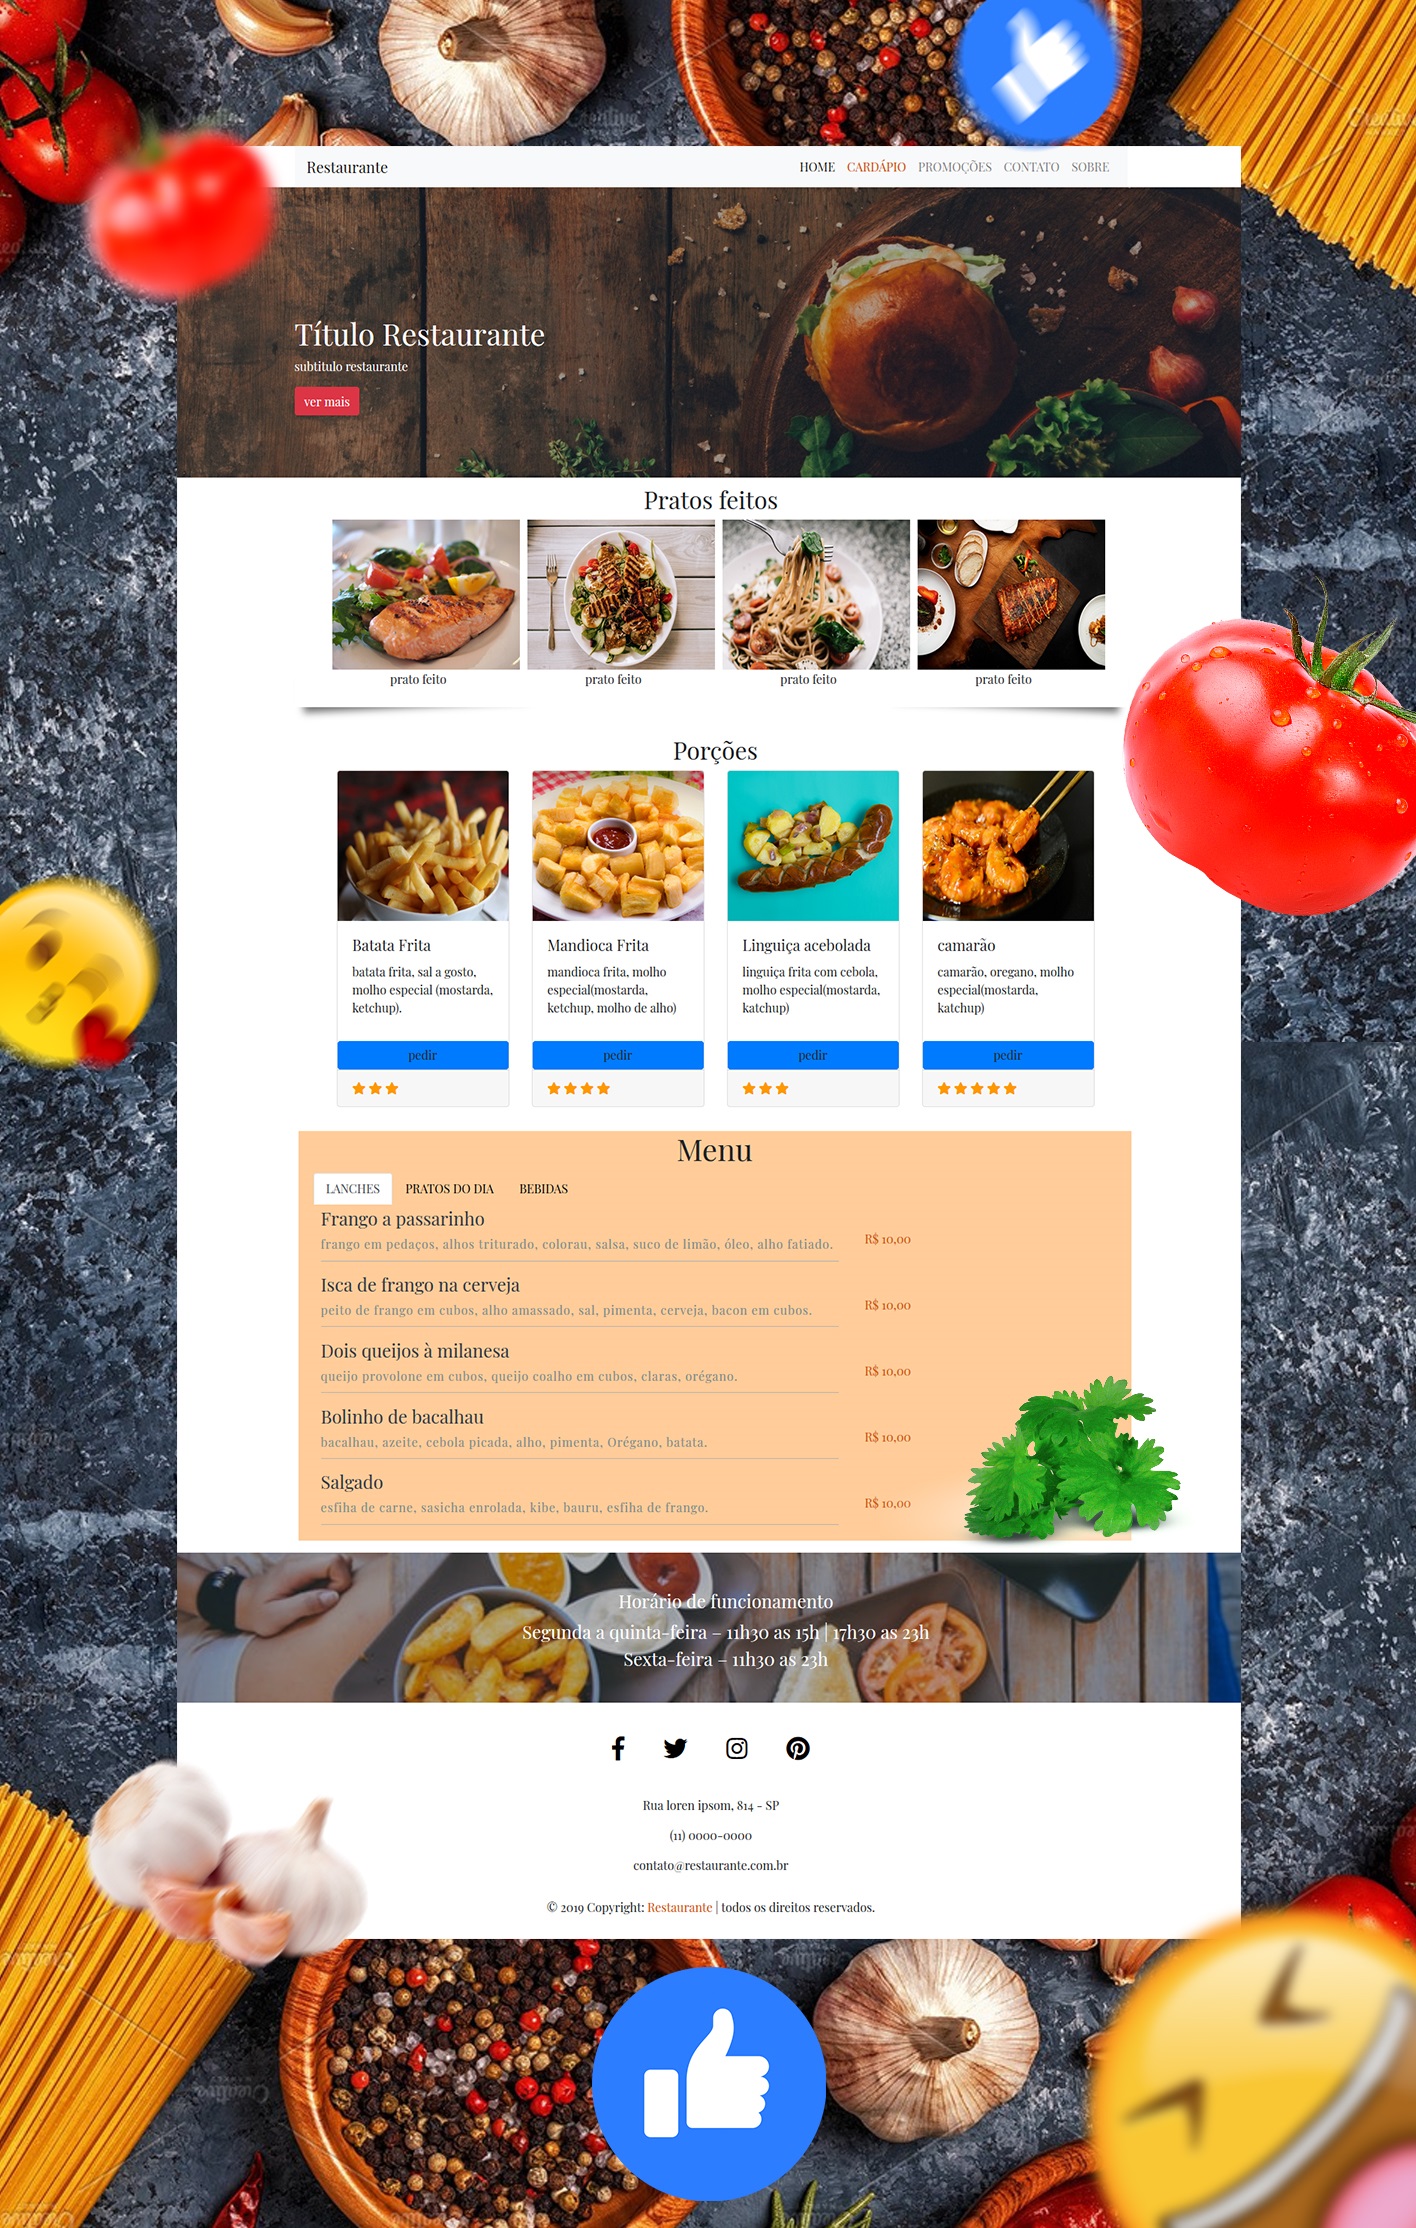 Restaurante
HOME CARDÁPIO PROMOÇÕES CONTATO SOBRE
Título Restaurante
subtitulo restaurante
ver mais
Pratos feitos
prato feito prato feito prato feito prato feito
Porções
Batata Frita
batata frita, sal a gosto,
molho especial (mostarda,
ketchup).
pedir
Mandioca Frita
mandioca frita, molho
especial(mostarda,
ketchup, molho de alho)
pedir
Linguiça acebolada
linguiça frita com cebola,
molho especial(mostarda,
katchup)
pedir
camarão
camarão, oregano, molho
especial(mostarda,
katchup)
pedir
Menu
LANCHES PRATOS DO DIA BEBIDAS
Frango a passarinho
frango em pedaços, alhos triturado, colorau, salsa, suco de limão, óleo, alho fatiado.
R$ 10,00
Isca de frango na cerveja
peito de frango em cubos, alho amassado, sal, pimenta, cerveja, bacon em cubos.
R$ 10,00
Dois queijos à milanesa
queijo provolone em cubos, queijo coalho em cubos, claras, orégano.
R$ 10,00
Bolinho de bacalhau
bacalhau, azeite, cebola picada, alho, pimenta, Orégano, batata.
R$ 10,00
Salgado
esfiha de carne, sasicha enrolada, kibe, bauru, esfiha de frango.
R$ 10,00
Horário de funcionamento
Segunda a quinta-feira – 11h30 as 15h | 17h30 as 23h
Sexta-feira – 11h30 as 23h
Rua loren ipsom, 814 - SP
(11) 0000-0000
contato@restaurante.com.br
© 2019 Copyright: Restaurante | todos os direitos reservados.